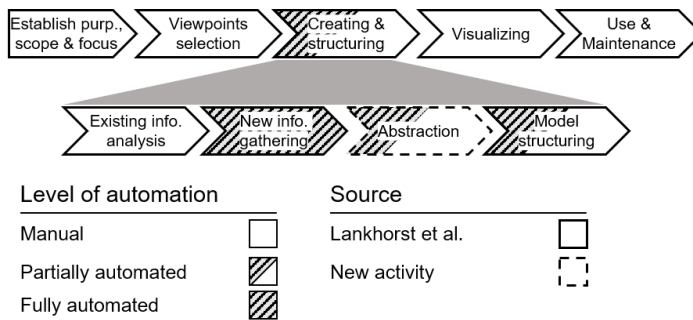 Establish purp.,
scope & focus
Viewpoints
selection
Creating &
structuring
Visualizing
Use &
Maintenance
Existing info.
analysis
New info.
gathering
Abstraction
Model
structuring
Level of automation
Manual
Partially automated
Fully automated
Source
Lankhorst et al.
New activity